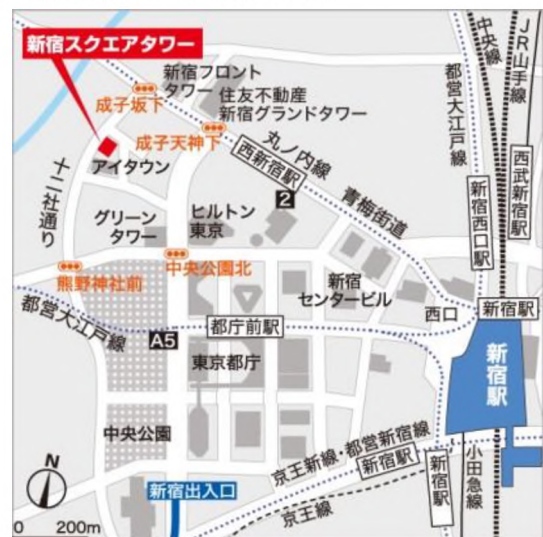 新宿スクエアタワー
新宿フロント
タワー
成子坂下
住友不動産
新宿グランドタワー
成子天神下
丸ノ内線
西新宿駅
青梅街道
都営大江戸線
中央線
JR山手線
西武新宿駅
新宿西口駅
アイタウン
十二社通り
グリーン
タワー
ヒルトン
東京
2
中央公園北
熊野神社前
新宿
センタービル
西口
新宿駅
都営大江戸線
A5
都庁前駅
東京都庁
新宿駅
中央公園
京王新線・都営新宿線
新宿駅
新宿駅
小田急線
京王線
新宿出入口
N
0 200m